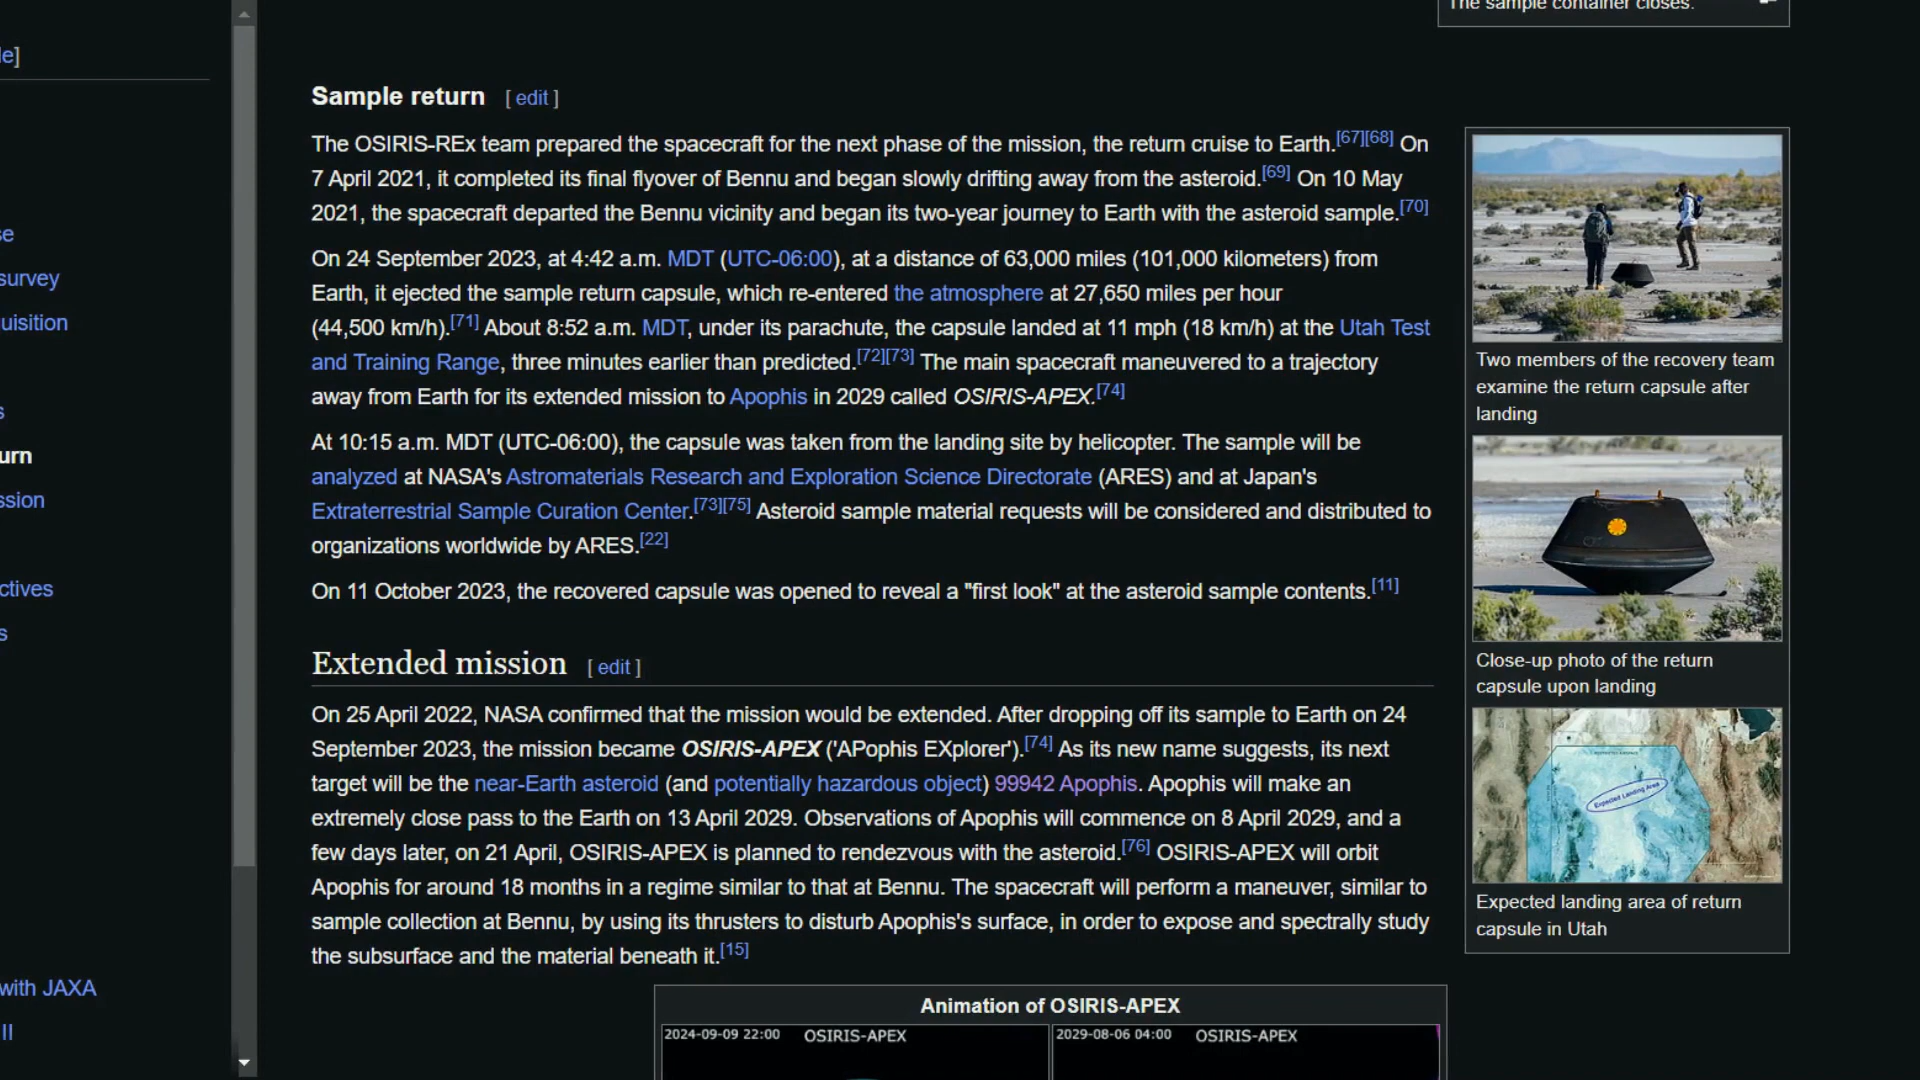 The sample container closes.
le]
Sample return [ edit ]
The OSIRIS-REx team prepared the spacecraft for the next phase of the mission, the return cruise to Earth.[67][68] On
7 April 2021, it completed its final flyover of Bennu and began slowly drifting away from the asteroid.[69] On 10 May
2021, the spacecraft departed the Bennu vicinity and began its two-year journey to Earth with the asteroid sample.[70]
se
survey
uisition
s
urn
ssion
ctives
s
with JAXA
II
On 24 September 2023, at 4:42 a.m. MDT (UTC-06:00), at a distance of 63,000 miles (101,000 kilometers) from
Earth, it ejected the sample return capsule, which re-entered the atmosphere at 27,650 miles per hour
(44,500 km/h).[71] About 8:52 a.m. MDT, under its parachute, the capsule landed at 11 mph (18 km/h) at the Utah Test
and Training Range, three minutes earlier than predicted.[72][73] The main spacecraft maneuvered to a trajectory
away from Earth for its extended mission to Apophis in 2029 called OSIRIS-APEX.[74]
At 10:15 a.m. MDT (UTC-06:00), the capsule was taken from the landing site by helicopter. The sample will be
analyzed at NASA's Astromaterials Research and Exploration Science Directorate (ARES) and at Japan's
Extraterrestrial Sample Curation Center.[73][75] Asteroid sample material requests will be considered and distributed to
organizations worldwide by ARES.[22]
On 11 October 2023, the recovered capsule was opened to reveal a "first look" at the asteroid sample contents.[11]
Extended mission [ edit ]
On 25 April 2022, NASA confirmed that the mission would be extended. After dropping off its sample to Earth on 24
September 2023, the mission became OSIRIS-APEX ('APophis EXplorer').[74] As its new name suggests, its next
target will be the near-Earth asteroid (and potentially hazardous object) 99942 Apophis. Apophis will make an
extremely close pass to the Earth on 13 April 2029. Observations of Apophis will commence on 8 April 2029, and a
few days later, on 21 April, OSIRIS-APEX is planned to rendezvous with the asteroid.[76] OSIRIS-APEX will orbit
Apophis for around 18 months in a regime similar to that at Bennu. The spacecraft will perform a maneuver, similar to
sample collection at Bennu, by using its thrusters to disturb Apophis's surface, in order to expose and spectrally study
the subsurface and the material beneath it.[15]
Two members of the recovery team
examine the return capsule after
landing
Close-up photo of the return
capsule upon landing
Expected Landing Area
Expected landing area of return
capsule in Utah
Animation of OSIRIS-APEX
2024-09-09 22:00 OSIRIS-APEX
2029-08-06 04:00 OSIRIS-APEX